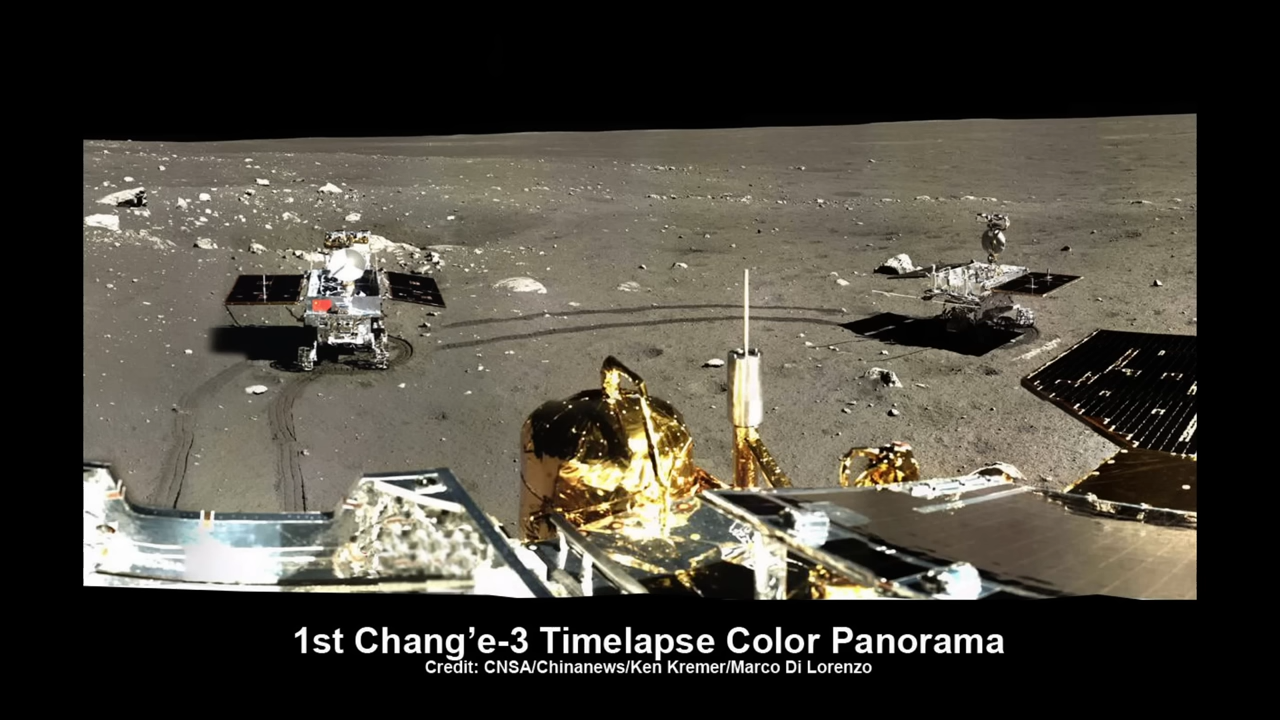 1st Chang’e-3 Timelapse Color Panorama
Credit: CNSA/Chinanews/Ken Kremer/Marco Di Lorenzo